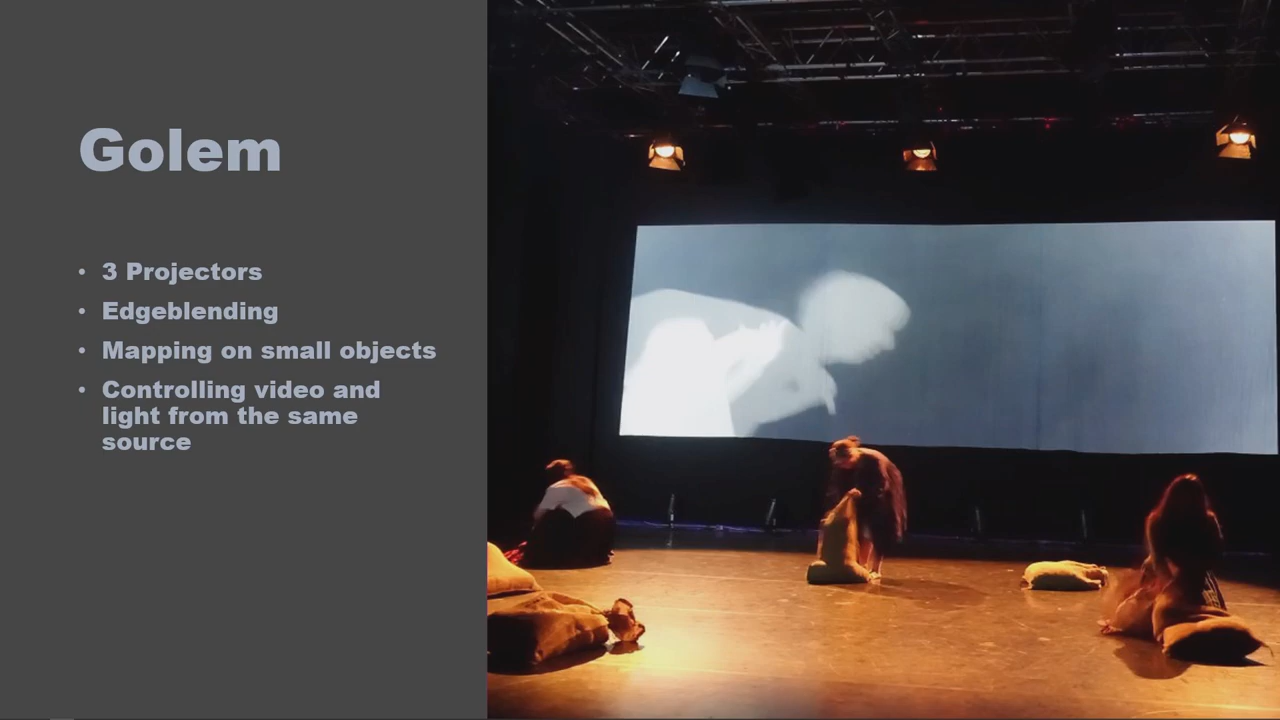 Golem
• 3 Projectors
• Edgeblending
• Mapping on small objects
• Controlling video and
light from the same
source